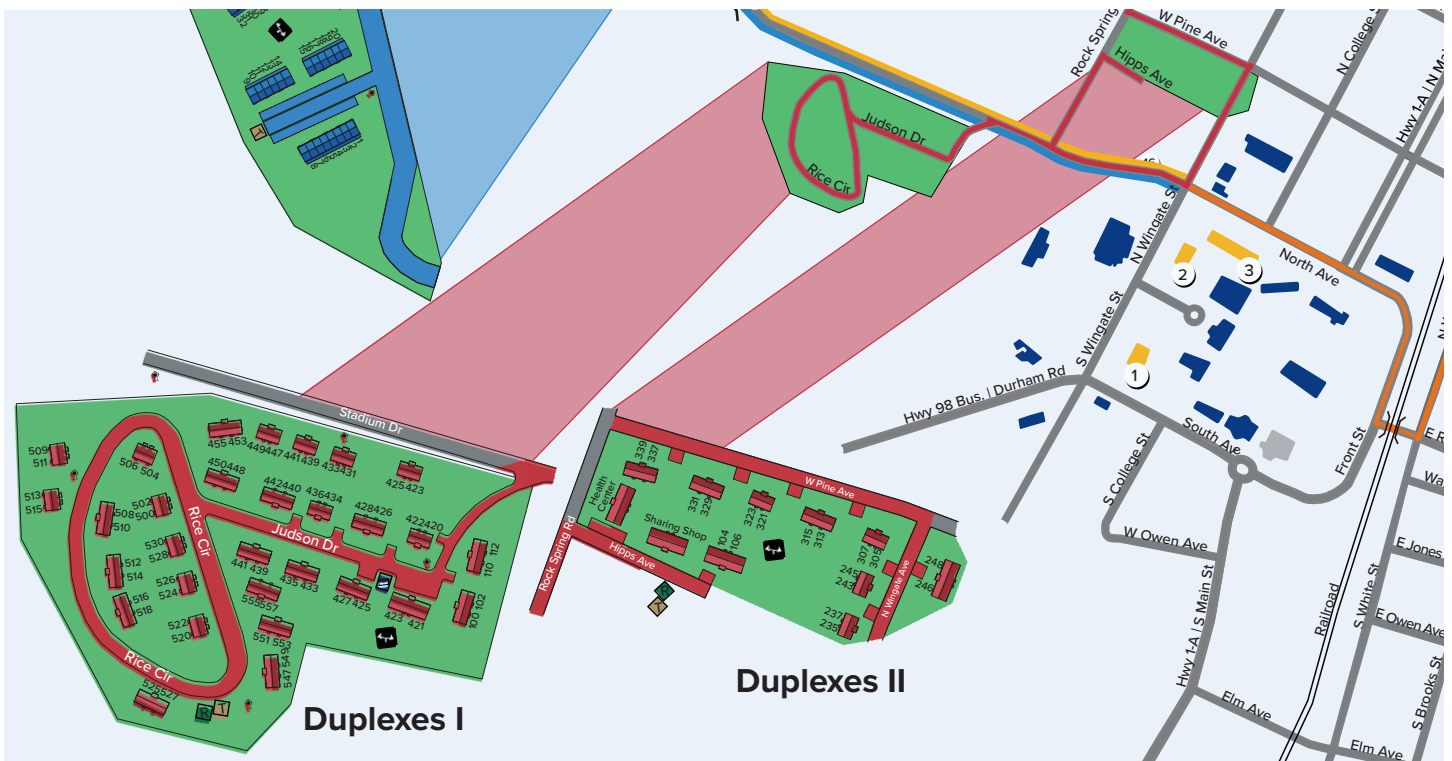 W Pine Ave
Rock Spring
Hipps Ave
N College S
Hwy 1-A | N Ma
Judson Dr
Rice Cir
N Wingate St
North Ave
2
3
1
S Wingate St
Hwy 98 Bus. | Durham Rd
South Ave
Front St
S College St
W Owen Ave
Hwy 1-A | S Main St
Railroad
S White St
E Jones
E Owen Ave
Elm Ave
Elm Ave
S Brooks St
Stadium Dr
509
511
513
515
506 504
455 453
449 447
441 439
433 431
425 423
450 448
442 440
436 434
428 426
422 420
502
500
508
510
530
528
512
514
526
524
516
518
522
520
Rice Cir
Judson Dr
Rice Cir
441 439
435 433
427 425
423 421
555 557
551 553
547 549
525 527
112
110
102
100
R T
Duplexes I
W Pine Ave
Rock Spring Rd
Hipps Ave
N Wingate Ave
Health
Center
Sharing Shop
339
337
331
329
323
321
315
313
307
305
104
106
245
243
237
235
248
246
R
T
Duplexes II